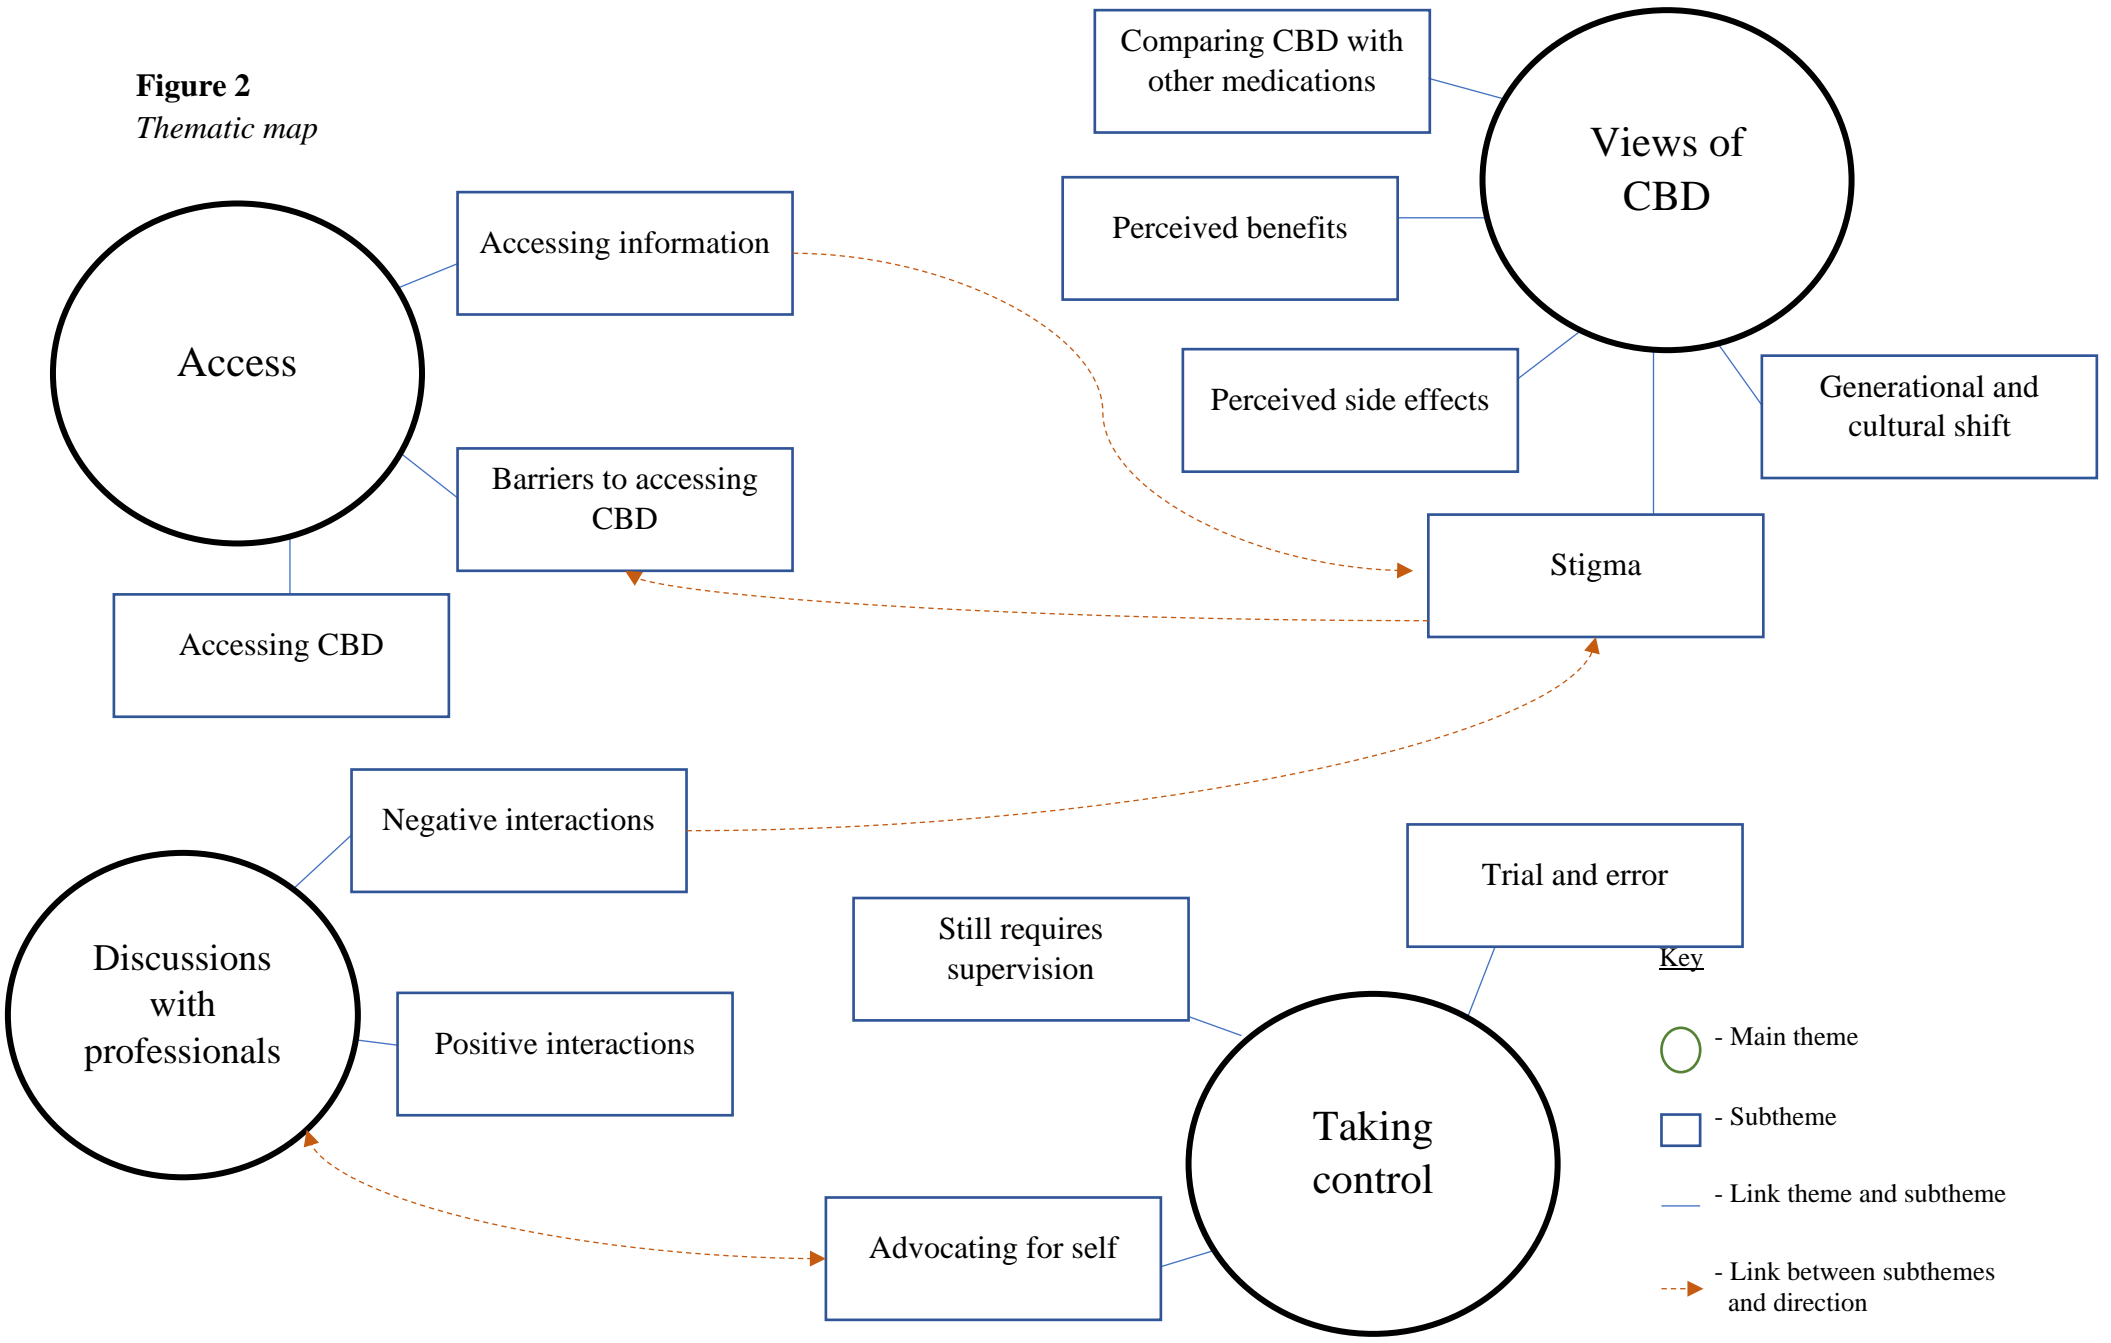 Figure 2
Thematic map
Comparing CBD with
other medications
Views of
CBD
Perceived benefits
Perceived side effects
Generational and
cultural shift
Stigma
Accessing information
Access
Barriers to accessing
CBD
Accessing CBD
Negative interactions
Discussions
with
professionals
Positive interactions
Still requires
supervision
Trial and error
Taking
control
Advocating for self
Key
- Main theme
- Subtheme
- Link theme and subtheme
- Link between subthemes
and direction